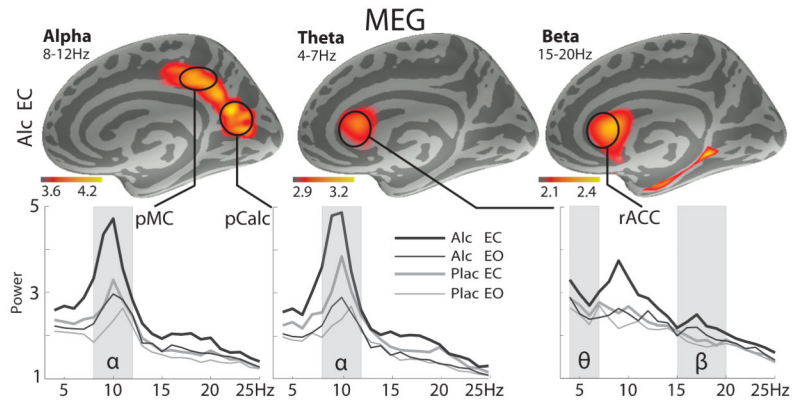 MEG
Alpha
8-12Hz
Theta
4-7Hz
Beta
15-20Hz
Alc EC
3.6 4.2
2.9 3.2
2.1 2.4
pMC
pCalc
rACC
Power
5
3
1
α
5 10 15 20 25Hz
α
5 10 15 20 25Hz
Alc EC
Alc EO
Plac EC
Plac EO
θ
β
5 10 15 20 25Hz